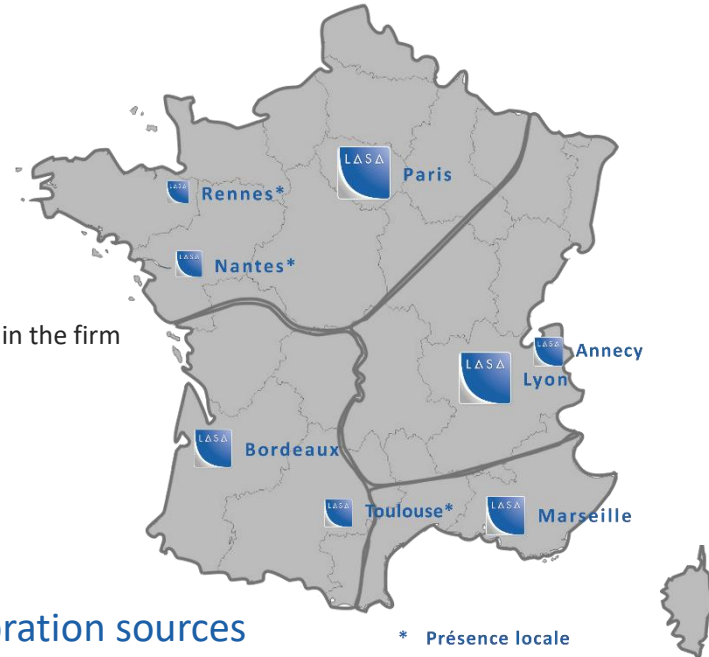 LASA
Paris
LASA
Rennes*
LASA
Nantes*
in the firm
LASA
Annecy
LASA
Lyon
LASA
Bordeaux
LASA
Toulouse*
LASA
Marseille
ration sources
* Présence locale